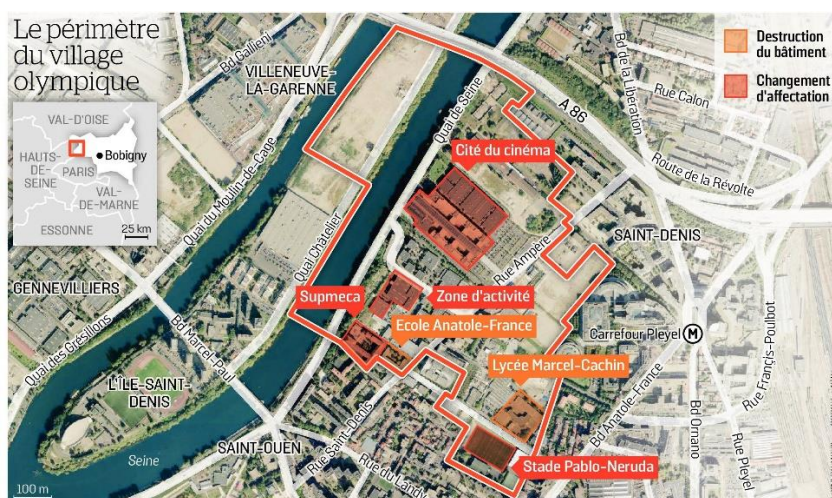 Le périmètre
du village
olympique
VAL-D'OISE
Bobigny
HAUTS-
DE-
SEINE
PARIS
VAL-
DE-MARNE
ESSONNE
25 km
Destruction
du bâtiment
Changement
d'affectation
Bd Gallieni
VILLENEUVE-
LA-GARENNE
Quai de Seine
A 86
Bd de la Libération
Rue Calon
Route de la Révolte
Cité du cinéma
Quai du Moulin-de-Cage
Quai Châtelier
Rue Ampère
SAINT-DENIS
GENNEVILLIERS
Supmeca
Zone d'activité
Ecole Anatole-France
Carrefour Pleyel
M
Quai des Grésillons
Bd Marcel-Paul
Lycée Marcel-Cachin
Rue Francis-Poulbot
L'ÎLE-SAINT-
DENIS
Bd Anatole-France
Bd Ornano
Rue Pleyel
Seine
SAINT-OUEN
Rue Saint-Denis
Rue du Landy
Stade Pablo-Neruda
100 m